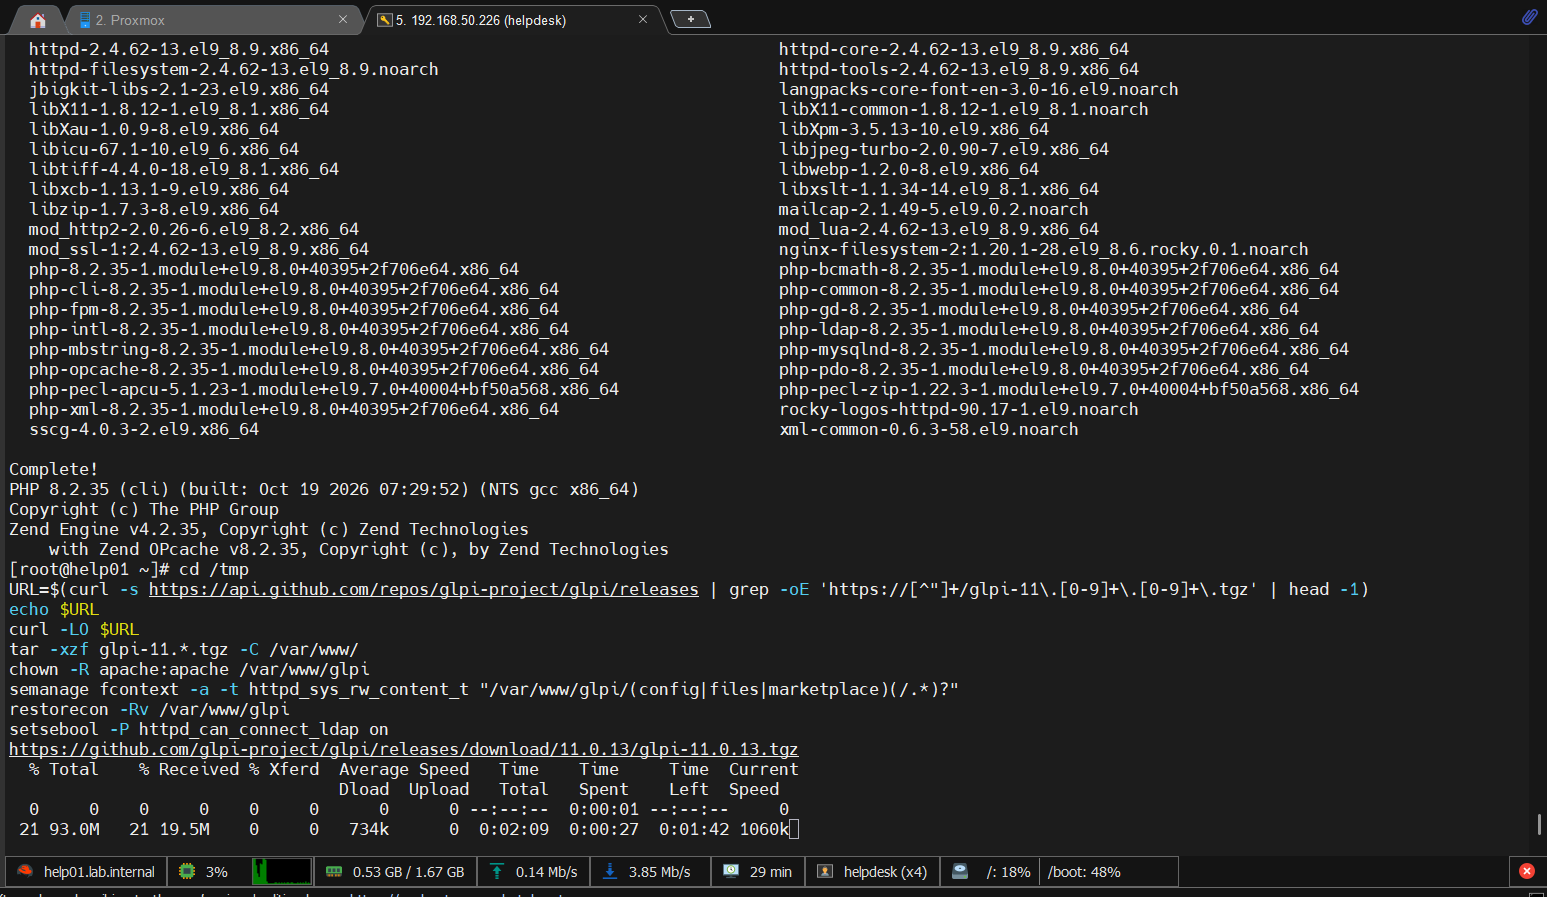 2. Proxmox
5. 192.168.50.226 (helpdesk)
httpd-2.4.62-13.el9_8.9.x86_64 httpd-core-2.4.62-13.el9_8.9.x86_64
httpd-filesystem-2.4.62-13.el9_8.9.noarch httpd-tools-2.4.62-13.el9_8.9.x86_64
jbigkit-libs-2.1-23.el9.x86_64 langpacks-core-font-en-3.0-16.el9.noarch
libX11-1.8.12-1.el9_8.1.x86_64 libX11-common-1.8.12-1.el9_8.1.noarch
libXau-1.0.9-8.el9.x86_64 libXpm-3.5.13-10.el9.x86_64
libicu-67.1-10.el9_6.x86_64 libjpeg-turbo-2.0.90-7.el9.x86_64
libtiff-4.4.0-18.el9_8.1.x86_64 libwebp-1.2.0-8.el9.x86_64
libxcb-1.13.1-9.el9.x86_64 libxslt-1.1.34-14.el9_8.1.x86_64
libzip-1.7.3-8.el9.x86_64 mailcap-2.1.49-5.el9.0.2.noarch
mod_http2-2.0.26-6.el9_8.2.x86_64 mod_lua-2.4.62-13.el9_8.9.x86_64
mod_ssl-1:2.4.62-13.el9_8.9.x86_64 nginx-filesystem-2:1.20.1-28.el9_8.6.rocky.0.1.noarch
php-8.2.35-1.module+el9.8.0+40395+2f706e64.x86_64 php-bcmath-8.2.35-1.module+el9.8.0+40395+2f706e64.x86_64
php-cli-8.2.35-1.module+el9.8.0+40395+2f706e64.x86_64 php-common-8.2.35-1.module+el9.8.0+40395+2f706e64.x86_64
php-fpm-8.2.35-1.module+el9.8.0+40395+2f706e64.x86_64 php-gd-8.2.35-1.module+el9.8.0+40395+2f706e64.x86_64
php-intl-8.2.35-1.module+el9.8.0+40395+2f706e64.x86_64 php-ldap-8.2.35-1.module+el9.8.0+40395+2f706e64.x86_64
php-mbstring-8.2.35-1.module+el9.8.0+40395+2f706e64.x86_64 php-mysqlnd-8.2.35-1.module+el9.8.0+40395+2f706e64.x86_64
php-opcache-8.2.35-1.module+el9.8.0+40395+2f706e64.x86_64 php-pdo-8.2.35-1.module+el9.8.0+40395+2f706e64.x86_64
php-pecl-apcu-5.1.23-1.module+el9.7.0+40004+bf50a568.x86_64 php-pecl-zip-1.22.3-1.module+el9.7.0+40004+bf50a568.x86_64
php-xml-8.2.35-1.module+el9.8.0+40395+2f706e64.x86_64 rocky-logos-httpd-90.17-1.el9.noarch
sscg-4.0.3-2.el9.x86_64 xml-common-0.6.3-58.el9.noarch
Complete!
PHP 8.2.35 (cli) (built: Oct 19 2026 07:29:52) (NTS gcc x86_64)
Copyright (c) The PHP Group
Zend Engine v4.2.35, Copyright (c) Zend Technologies
with Zend OPcache v8.2.35, Copyright (c), by Zend Technologies
[root@help01 ~]# cd /tmp
URL=$(curl -s https://api.github.com/repos/glpi-project/glpi/releases | grep -oE 'https://[^"]+/glpi-11\.[0-9]+\.[0-9]+\.tgz' | head -1)
echo $URL
curl -LO $URL
tar -xzf glpi-11.*.tgz -C /var/www/
chown -R apache:apache /var/www/glpi
semanage fcontext -a -t httpd_sys_rw_content_t "/var/www/glpi/(config|files|marketplace)(/.*)?"
restorecon -Rv /var/www/glpi
setsebool -P httpd_can_connect_ldap on
https://github.com/glpi-project/glpi/releases/download/11.0.13/glpi-11.0.13.tgz
% Total % Received % Xferd Average Speed Time Time Time Current
Dload Upload Total Spent Left Speed
0 0 0 0 0 0 0 0 --:--:-- 0:00:01 --:--:-- 0
21 93.0M 21 19.5M 0 0 734k 0 0:02:09 0:00:27 0:01:42 1060k
help01.lab.internal 3% 0.53 GB / 1.67 GB 0.14 Mb/s 3.85 Mb/s 29 min helpdesk (x4) /: 18% /boot: 48%